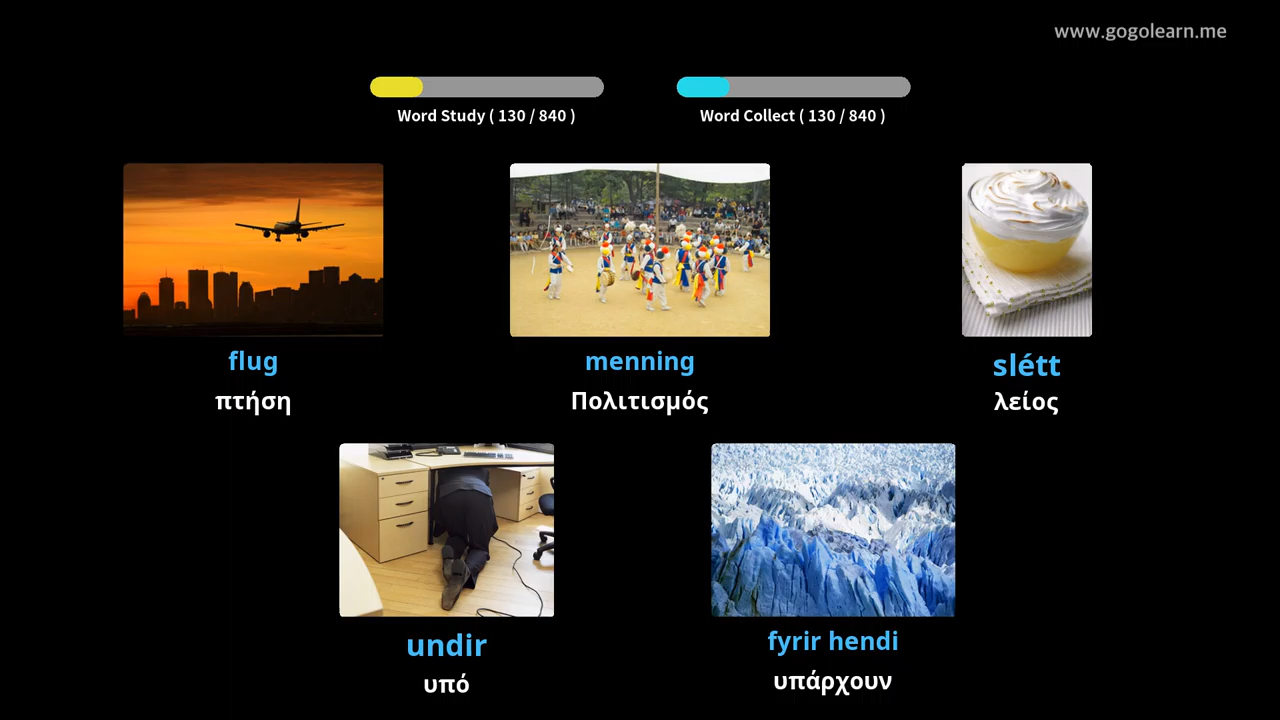 www.gogolearn.me
Word Study ( 130 / 840 )
Word Collect ( 130 / 840 )
flug
πτήση
menning
Πολιτισμός
slétt
λείος
undir
υπό
fyrir hendi
υπάρχουν